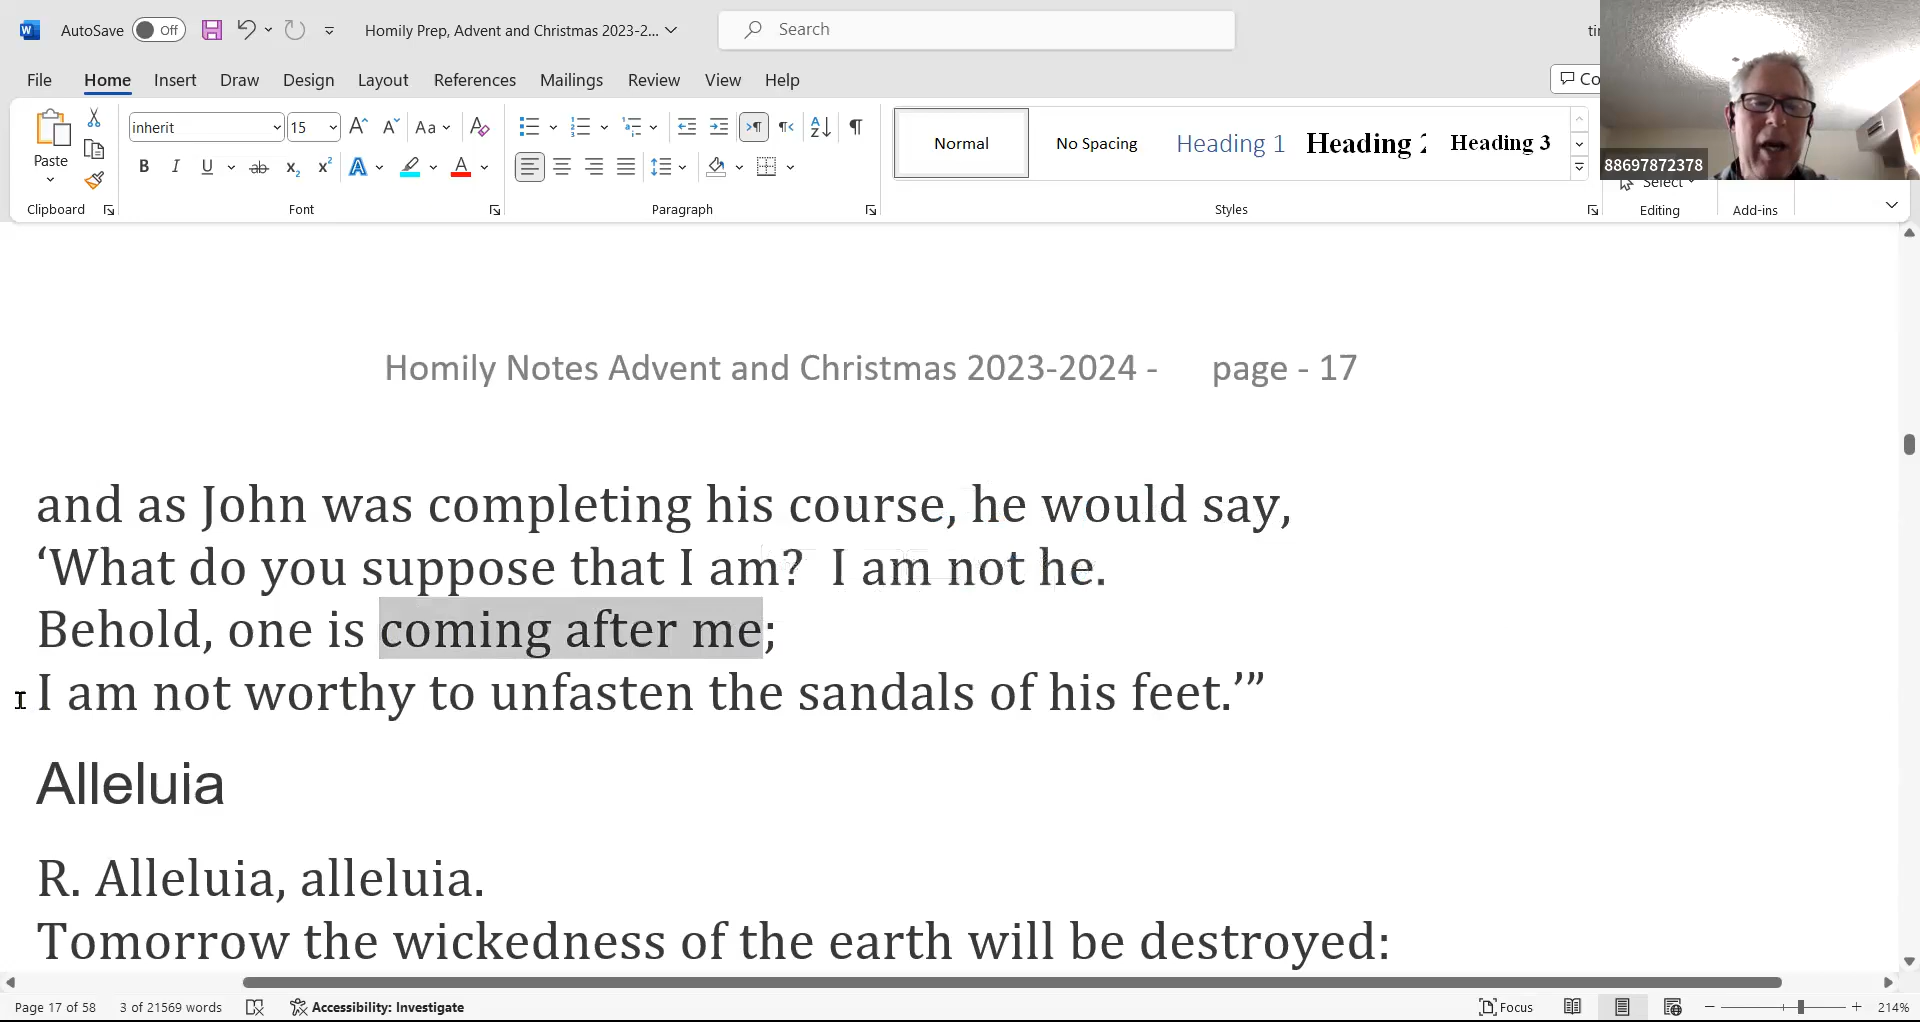 AutoSave Off Homily Prep, Advent and Christmas 2023-2... Search
File Home Insert Draw Design Layout References Mailings Review View Help
Paste
Clipboard
inherit 15
Font
Paragraph
Normal No Spacing Heading 1 Heading Heading 3
Styles
88697872378
Select
Editing
Add-ins
Homily Notes Advent and Christmas 2023-2024 - page - 17
and as John was completing his course, he would say,
‘What do you suppose that I am? I am not he.
Behold, one is coming after me;
I am not worthy to unfasten the sandals of his feet.’”
Alleluia
R. Alleluia, alleluia.
Tomorrow the wickedness of the earth will be destroyed:
Page 17 of 58 3 of 21569 words Accessibility: Investigate Focus 214%